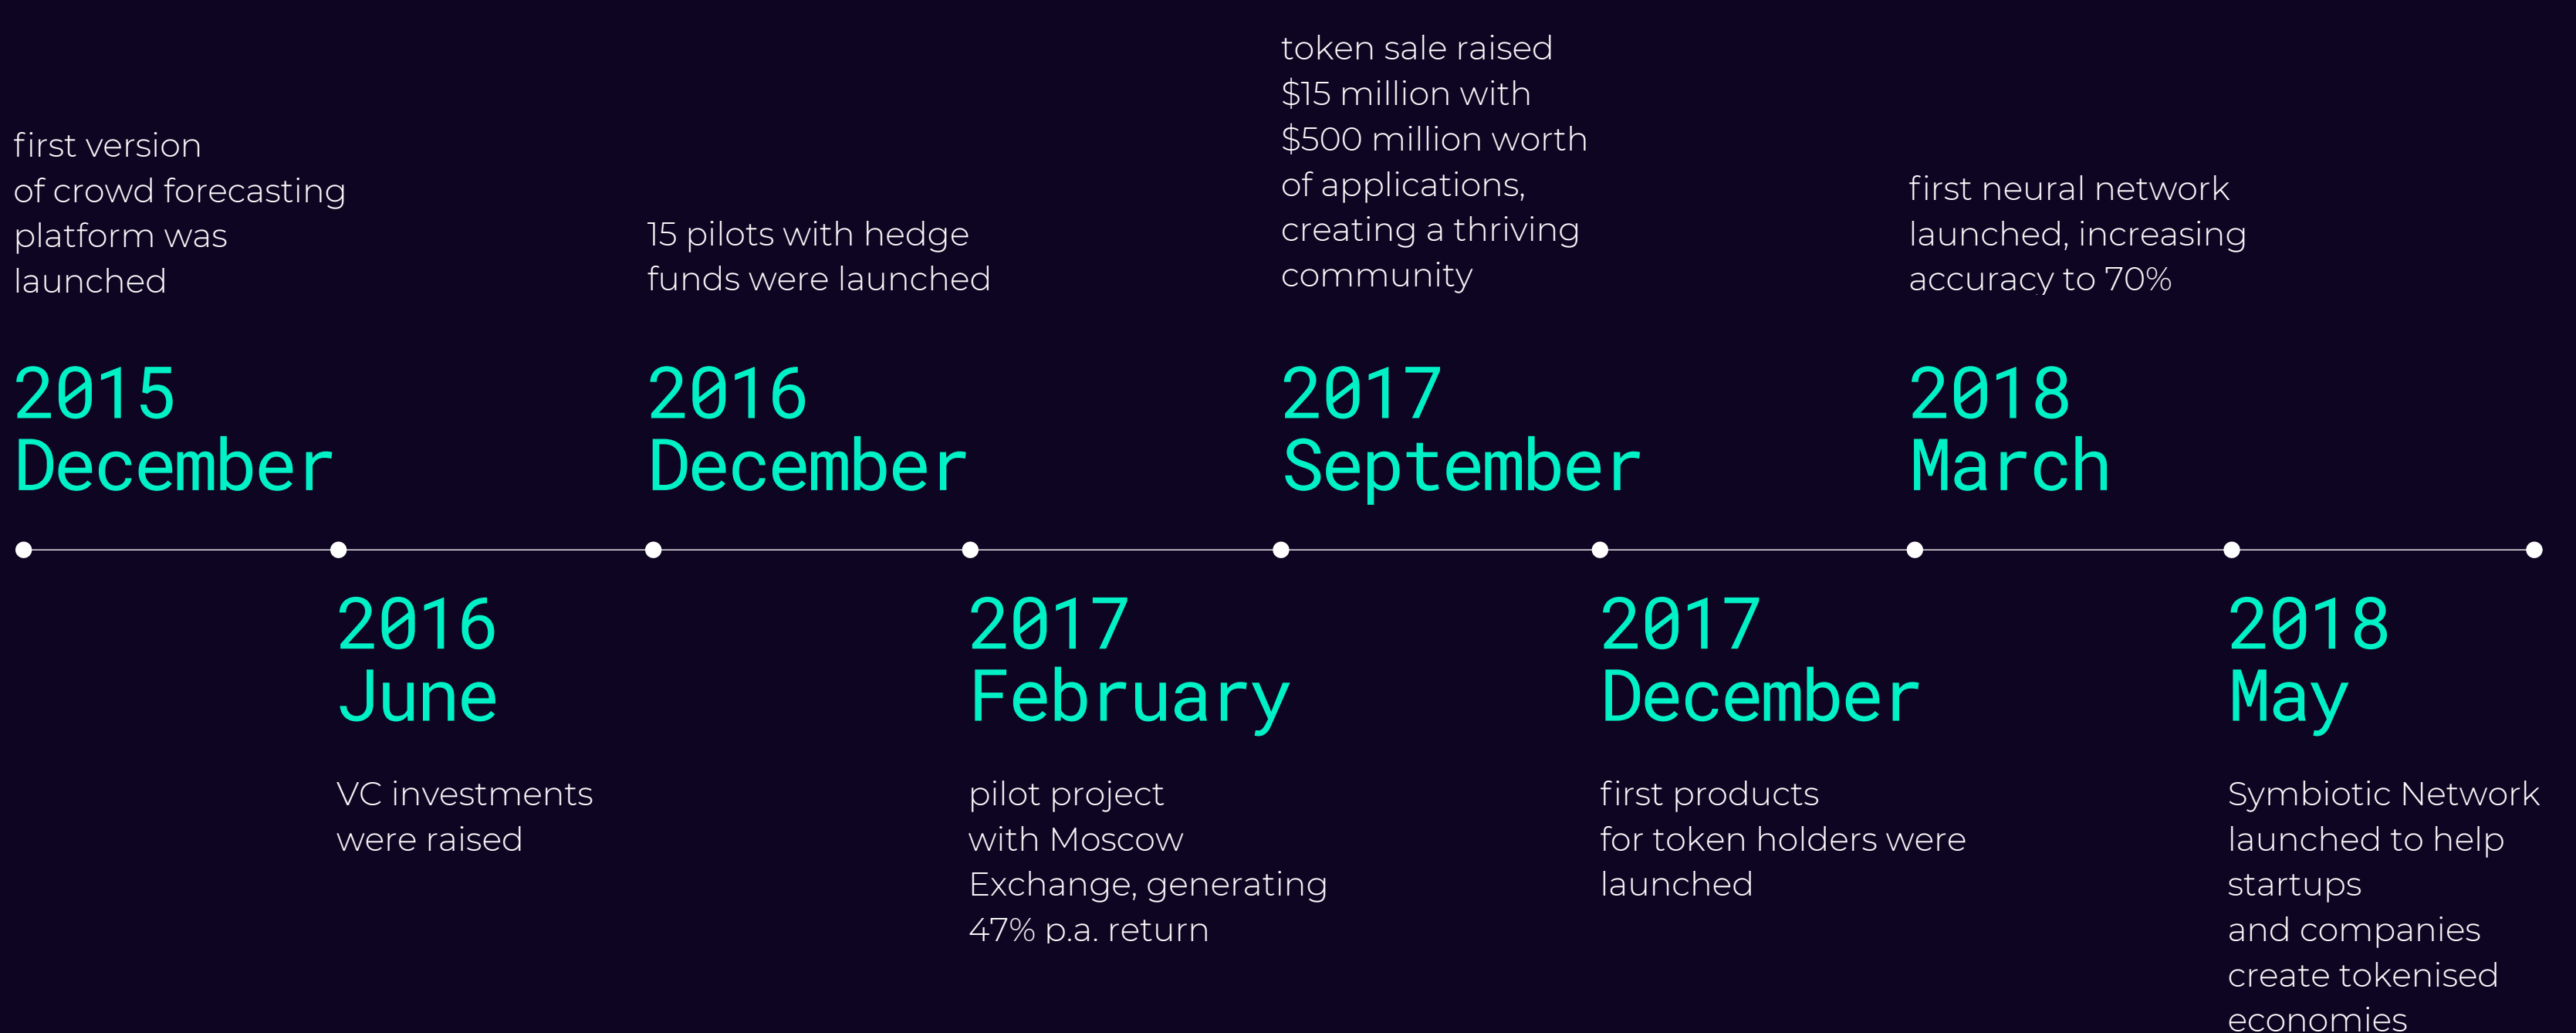 first version
of crowd forecasting
platform was
launched
2015
December
2016
June
VC investments
were raised
15 pilots with hedge
funds were launched
2016
December
2017
February
pilot project
with Moscow
Exchange, generating
47% p.a. return
token sale raised
$15 million with
$500 million worth
of applications,
creating a thriving
community
2017
September
2017
December
first products
for token holders were
launched
first neural network
launched, increasing
accuracy to 70%
2018
March
2018
May
Symbiotic Network
launched to help
startups
and companies
create tokenised
economies